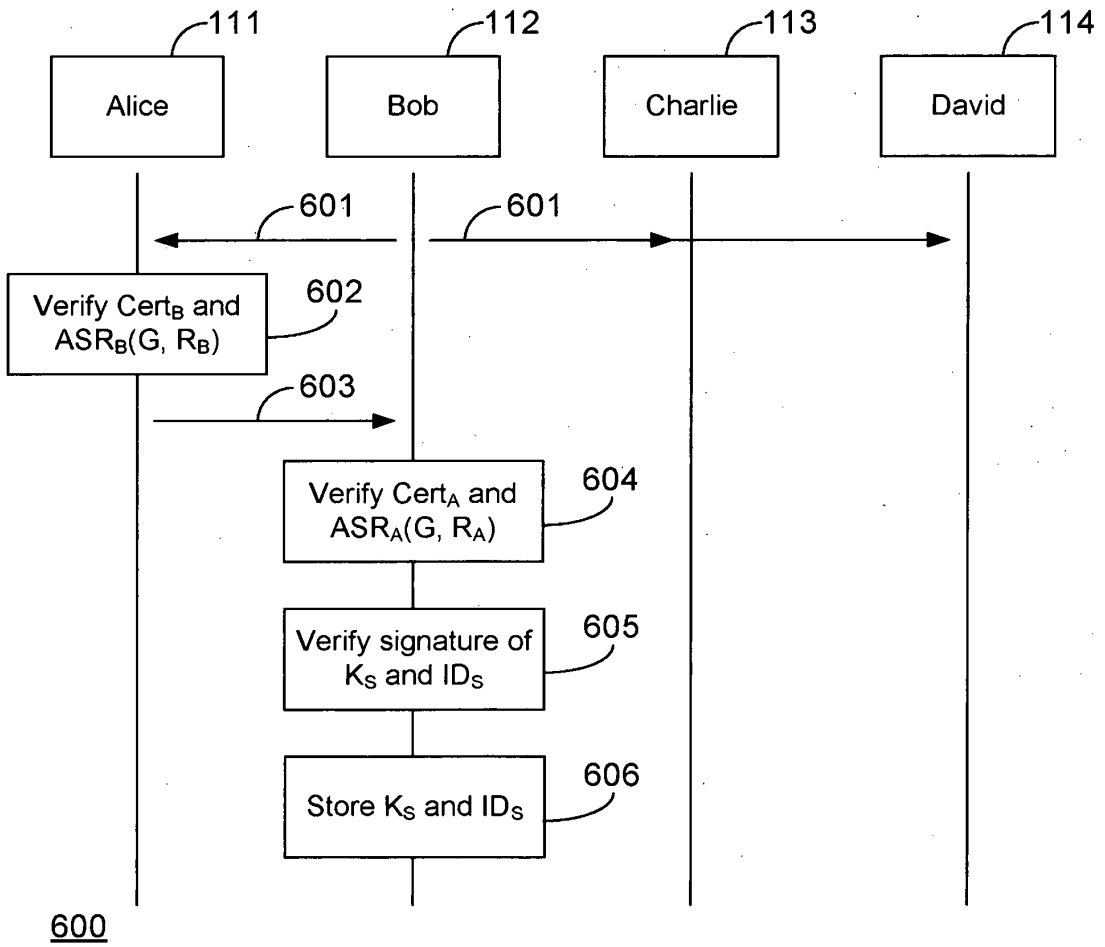 111
112
113
114
Alice
Bob
Charlie
David
601
601
Verify Cert_B and
ASR_B(G, R_B)
602
603
Verify Cert_A and
ASR_A(G, R_A)
604
Verify signature of
K_S and ID_S
605
Store K_S and ID_S
606
600